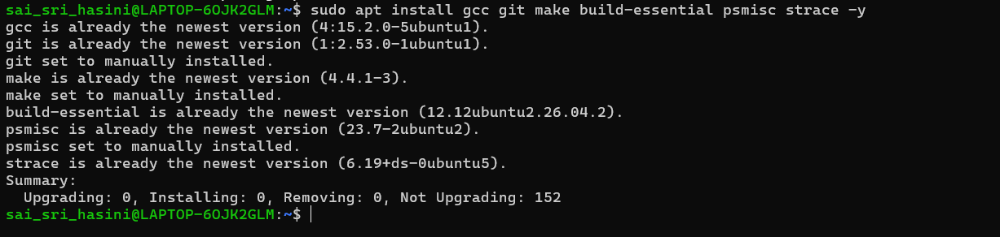 sai_sri_hasini@LAPTOP-6OJK2GLM:~$ sudo apt install gcc git make build-essential psmisc strace -y
gcc is already the newest version (4:15.2.0-5ubuntu1).
git is already the newest version (1:2.53.0-1ubuntu1).
git set to manually installed.
make is already the newest version (4.4.1-3).
make set to manually installed.
build-essential is already the newest version (12.12ubuntu2.26.04.2).
psmisc is already the newest version (23.7-2ubuntu2).
psmisc set to manually installed.
strace is already the newest version (6.19+ds-0ubuntu5).
Summary:
  Upgrading: 0, Installing: 0, Removing: 0, Not Upgrading: 152
sai_sri_hasini@LAPTOP-6OJK2GLM:~$